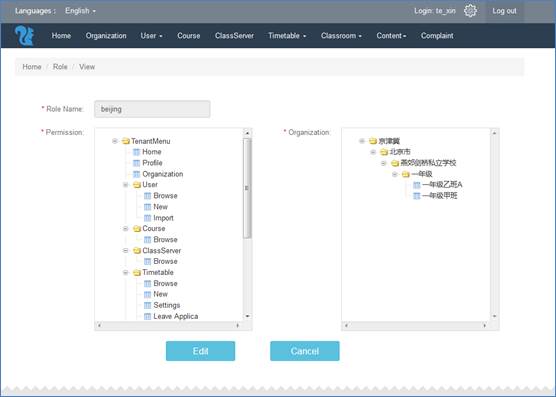 Languages : English Login: te_xin Log out
Home Organization User Course ClassServer Timetable Classroom Content Complaint
Home / Role / View
* Role Name: beijing
* Permission:
TenantMenu
Home
Profile
Organization
User
Browse
New
Import
Course
Browse
ClassServer
Browse
Timetable
Browse
New
Settings
Leave Applica
* Organization:
京津冀
北京市
燕郊剑桥私立学校
一年级
一年级乙班A
一年级甲班
Edit Cancel